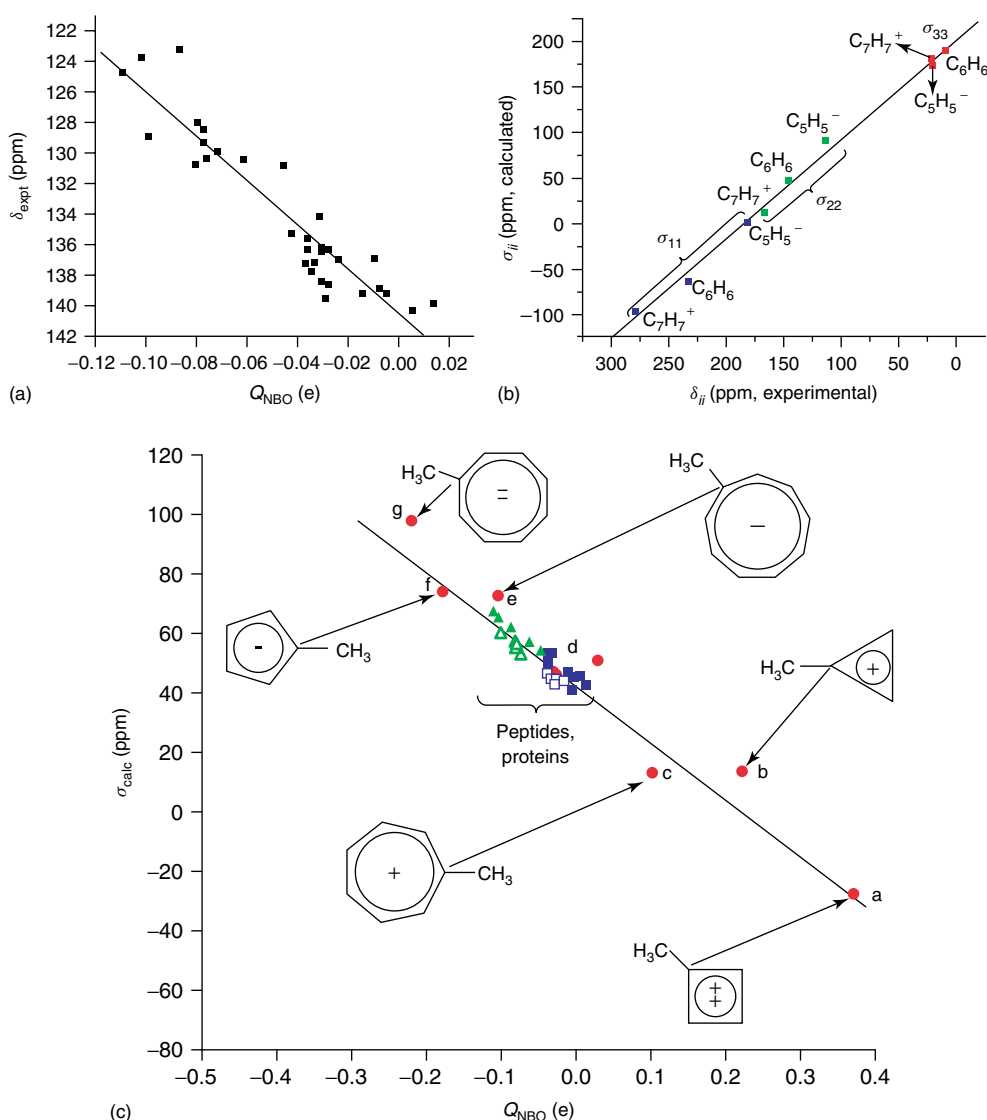 122
124
126
128
130
132
134
136
138
140
142
δexpt (ppm)
−0.12 −0.10 −0.08 −0.06 −0.04 −0.02 0.00 0.02
(a)
QNBO (e)
200
150
100
50
0
−50
−100
σii (ppm, calculated)
σ33
C7H7+
C6H6
C5H5−
C5H5−
C6H6
C7H7+
σ22
σ11
C5H5−
C6H6
C7H7+
300 250 200 150 100 50 0
(b)
δii (ppm, experimental)
120
100
80
60
40
20
0
−20
−40
−60
−80
σcalc (ppm)
H3C
=
g
H3C
−
f
e
-
CH3
d
H3C
+
Peptides,
proteins
c
b
+
CH3
a
H3C
+
+
−0.5 −0.4 −0.3 −0.2 −0.1 0.0 0.1 0.2 0.3 0.4
(c)
QNBO (e)